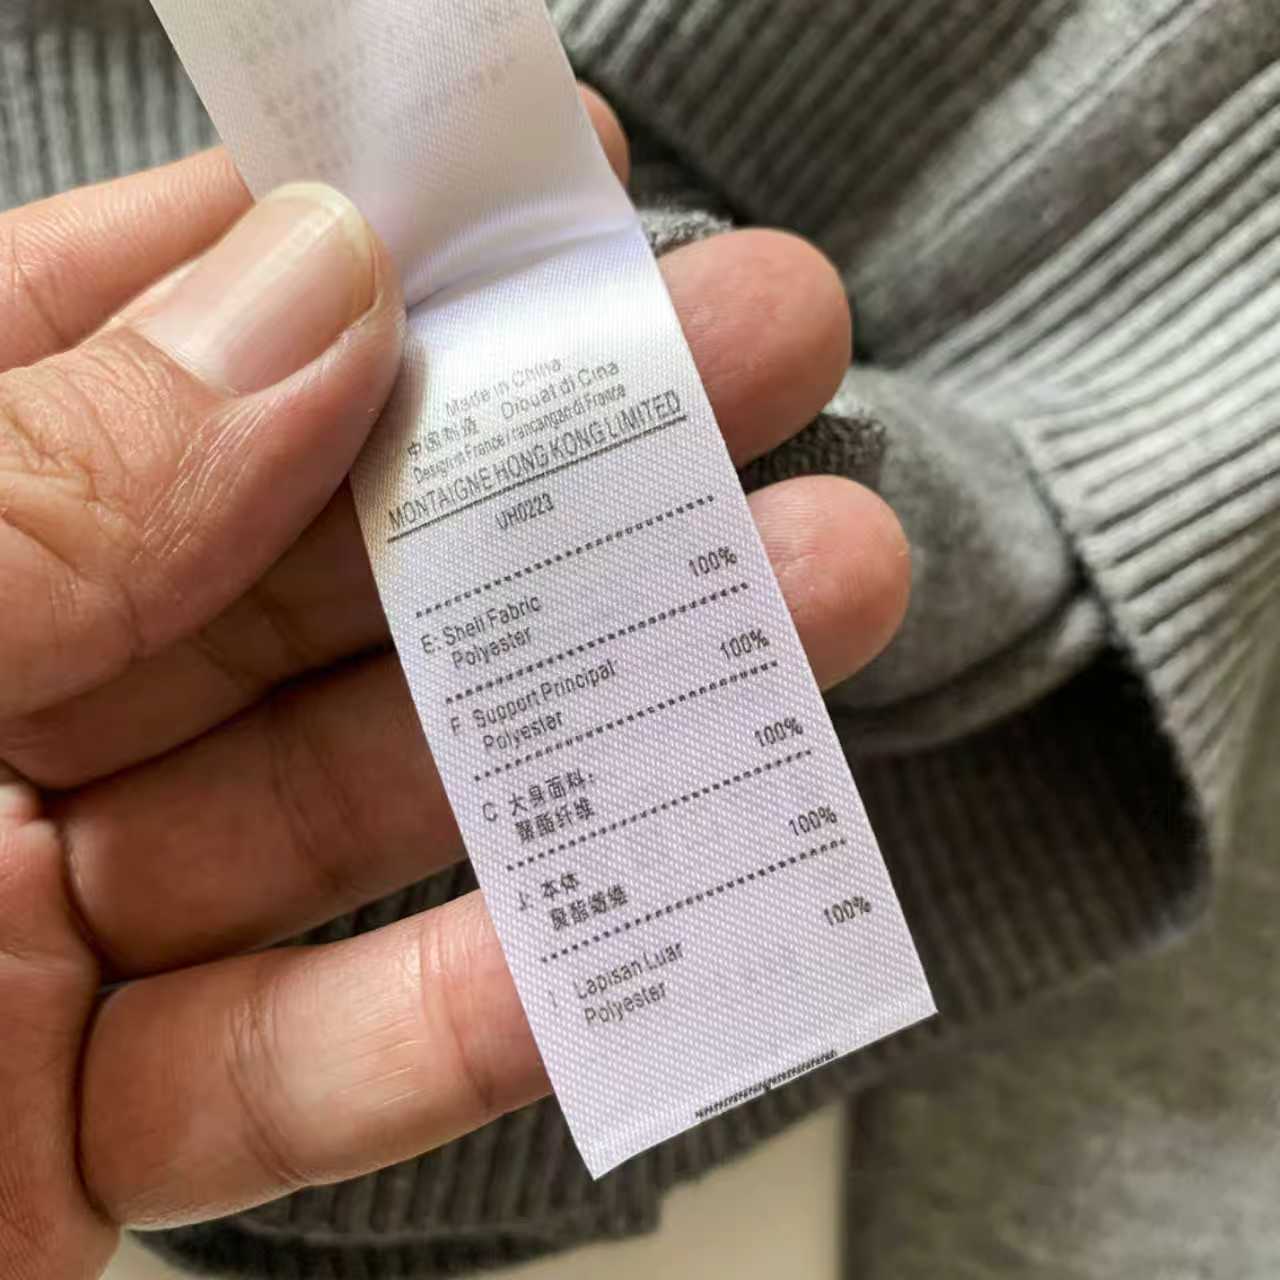 Made in China
中国制造 Dibuat di Cina
Design in France / rancangan di France
MONTAIGNE HONG KONG LIMITED
UH0223
100%
E: Shell Fabric
Polyester
100%
F Support Principal:
Polyester
100%
C 大身面料:
聚酯纤维
100%
J: 本体
聚酯纖维
100%
I Lapisan Luar
Polyester